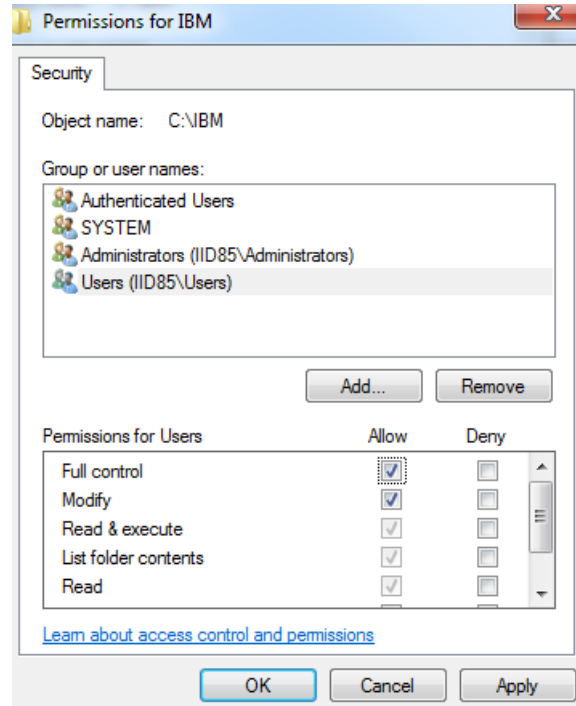 Permissions for IBM
Security
Object name: C:\IBM
Group or user names:
Authenticated Users
SYSTEM
Administrators (IID85\Administrators)
Users (IID85\Users)
Add... Remove
Permissions for Users Allow Deny
Full control
Modify
Read & execute
List folder contents
Read
Learn about access control and permissions
OK Cancel Apply